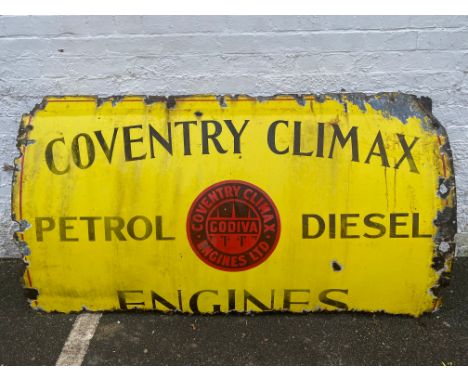 COVENTRY CLIMAX
PETROL DIESEL
COVENTRY CLIMAX
GODIVA
ENGINES LTD.
ENGINES